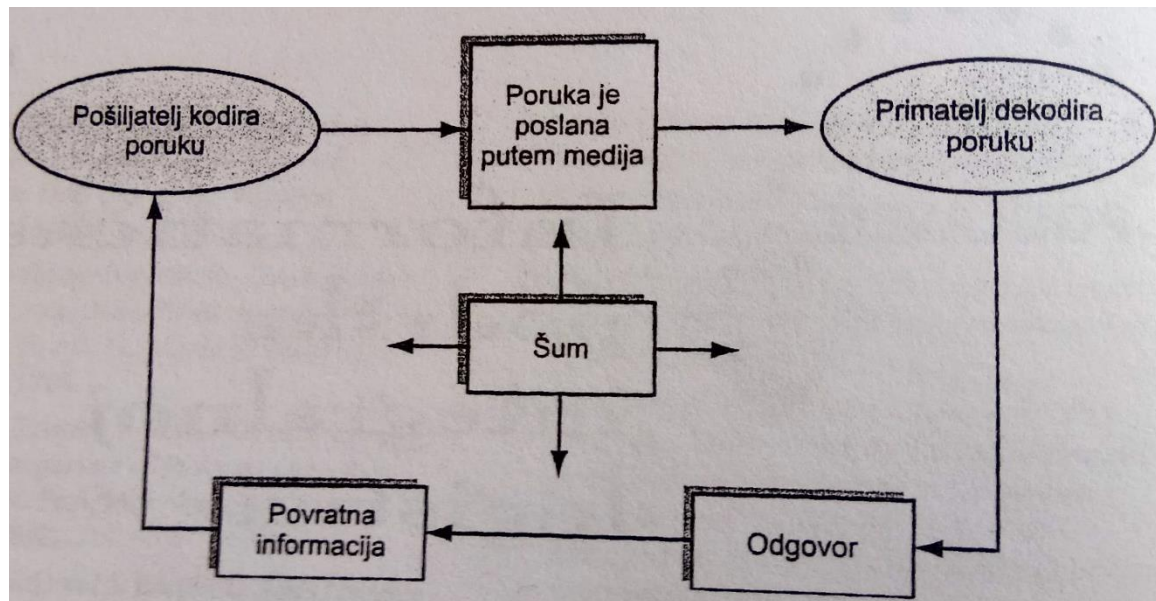 Pošiljatelj kodira
poruku
Poruka je
poslana
putem medija
Primatelj dekodira
poruku
Šum
Povratna
informacija
Odgovor